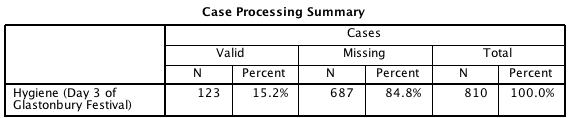 Case Processing Summary
Cases
Valid Missing Total
N Percent N Percent N Percent
Hygiene (Day 3 of 123 15.2% 687 84.8% 810 100.0%
Glastonbury Festival)